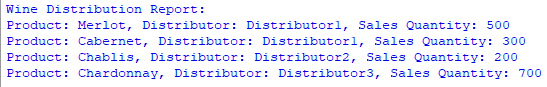 Wine Distribution Report:
Product: Merlot, Distributor: Distributor1, Sales Quantity: 500
Product: Cabernet, Distributor: Distributor1, Sales Quantity: 300
Product: Chablis, Distributor: Distributor2, Sales Quantity: 200
Product: Chardonnay, Distributor: Distributor3, Sales Quantity: 700